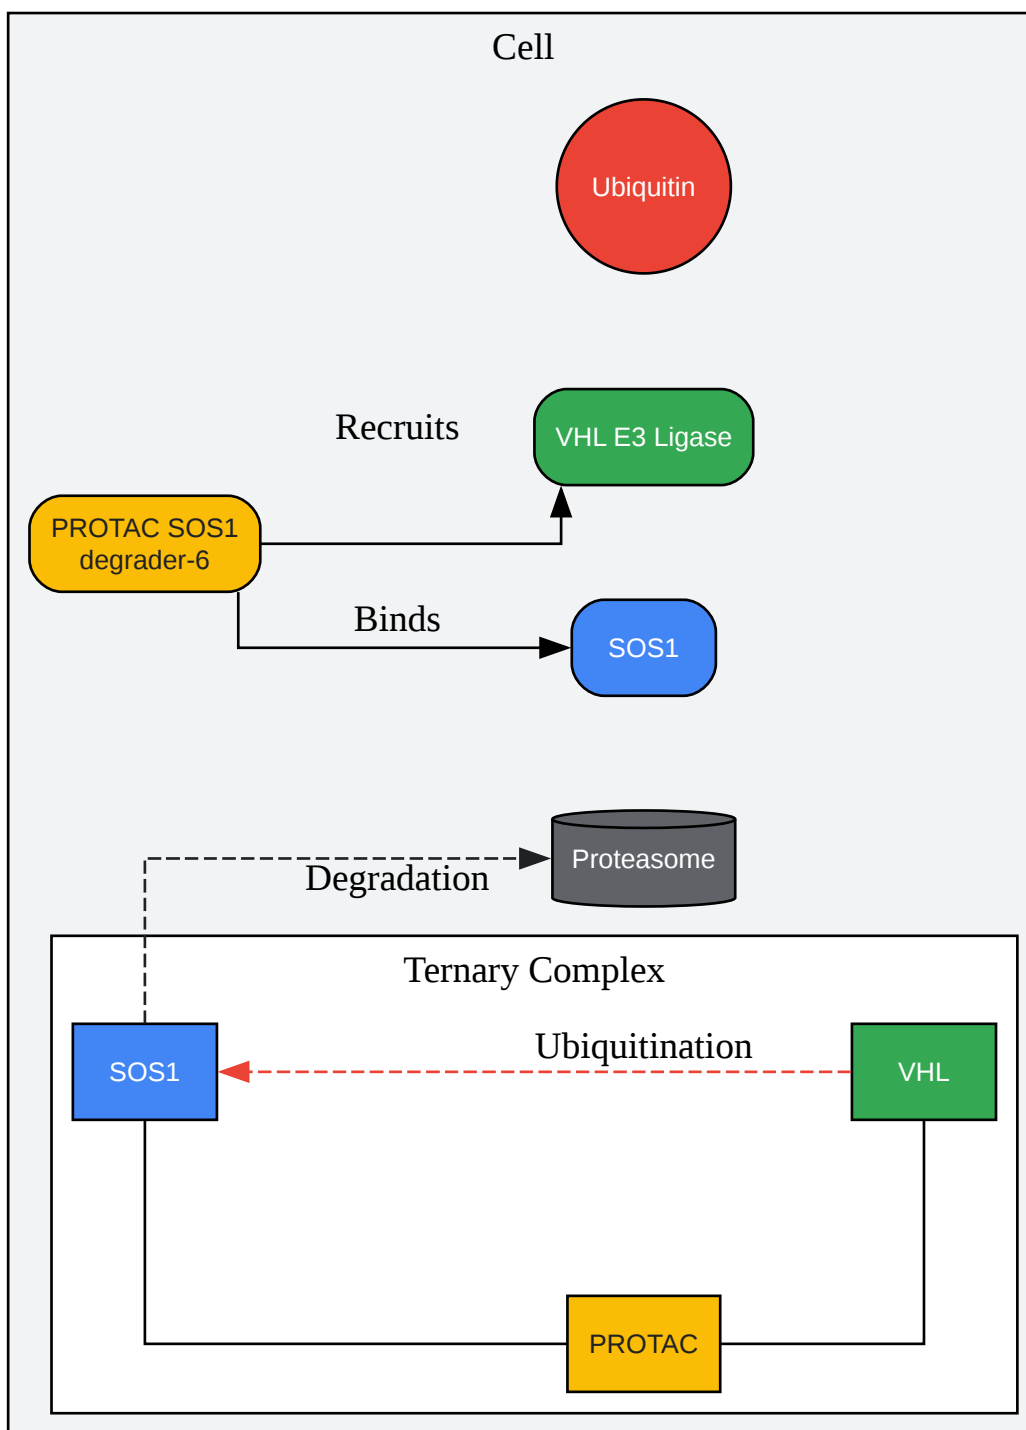 Cell
Ubiquitin
Recruits
VHL E3 Ligase
PROTAC SOS1
degrader-6
Binds
SOS1
Proteasome
Degradation
Ternary Complex
Ubiquitination
SOS1
VHL
PROTAC